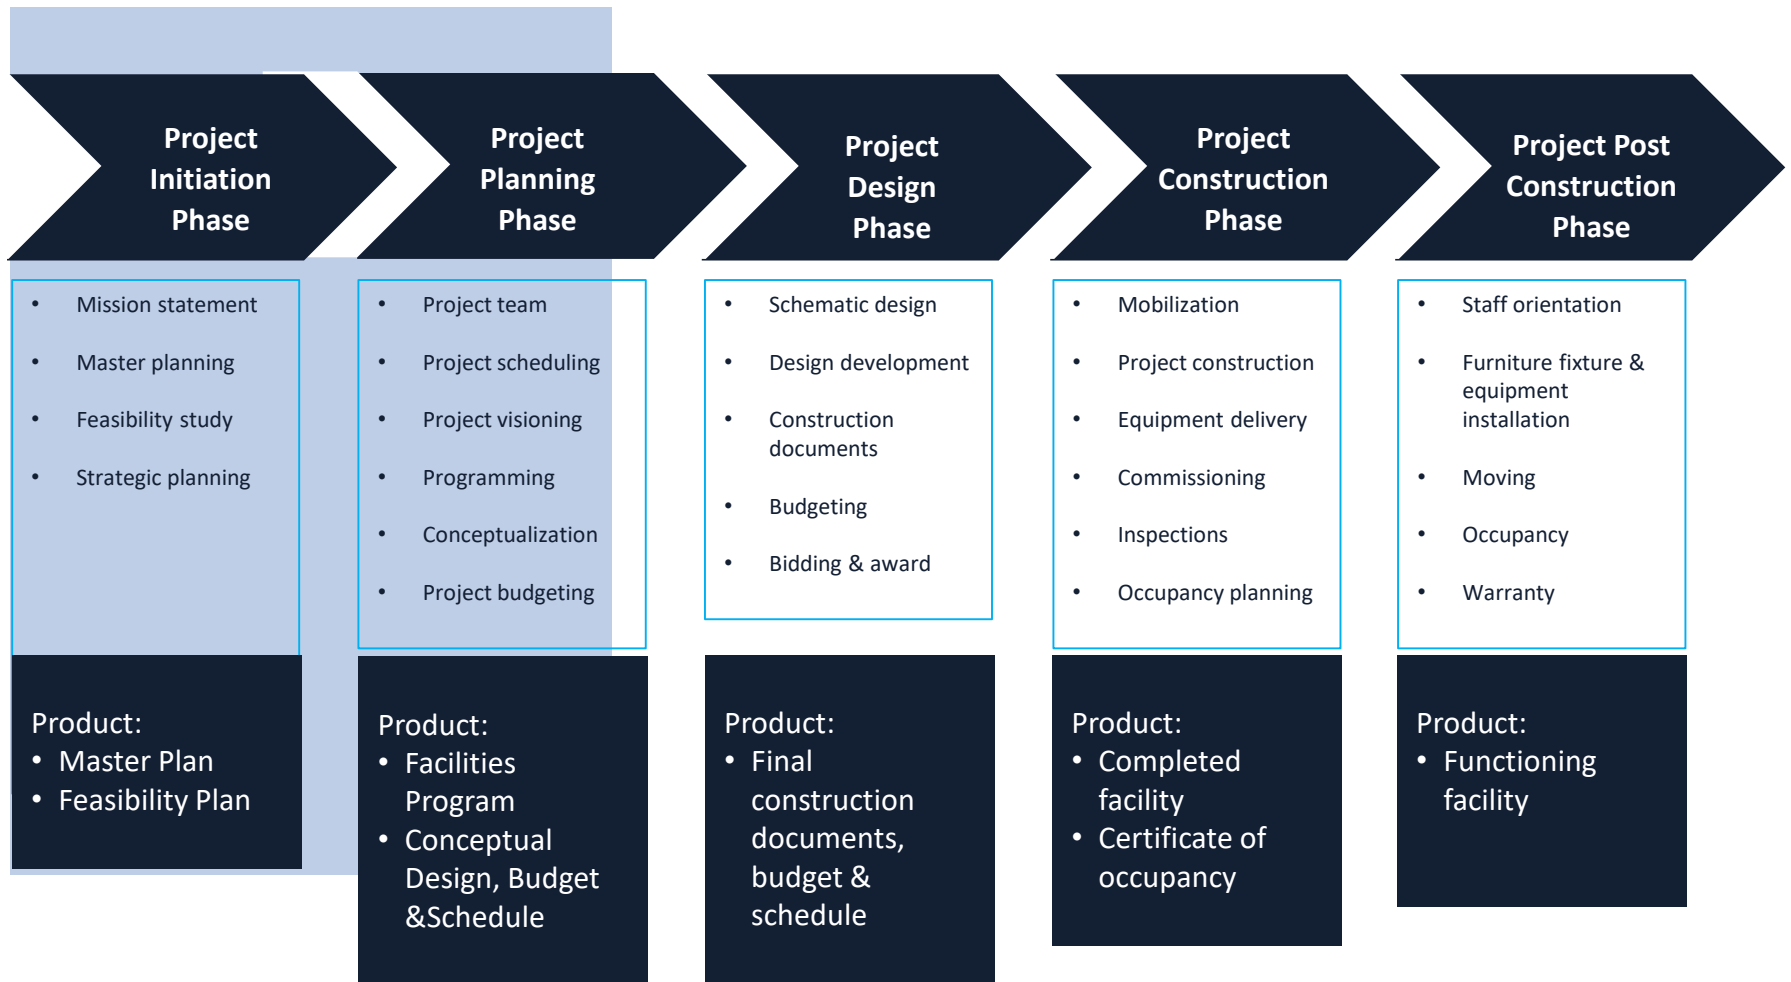 Project
Initiation
Phase
Project
Planning
Phase
Project
Design
Phase
Project
Construction
Phase
Project Post
Construction
Phase
• Mission statement
• Master planning
• Feasibility study
• Strategic planning
• Project team
• Project scheduling
• Project visioning
• Programming
• Conceptualization
• Project budgeting
• Schematic design
• Design development
• Construction
documents
• Budgeting
• Bidding & award
• Mobilization
• Project construction
• Equipment delivery
• Commissioning
• Inspections
• Occupancy planning
• Staff orientation
• Furniture fixture &
equipment
installation
• Moving
• Occupancy
• Warranty
Product:
• Master Plan
• Feasibility Plan
Product:
• Facilities
Program
• Conceptual
Design, Budget
&Schedule
Product:
• Final
construction
documents,
budget &
schedule
Product:
• Completed
facility
• Certificate of
occupancy
Product:
• Functioning
facility